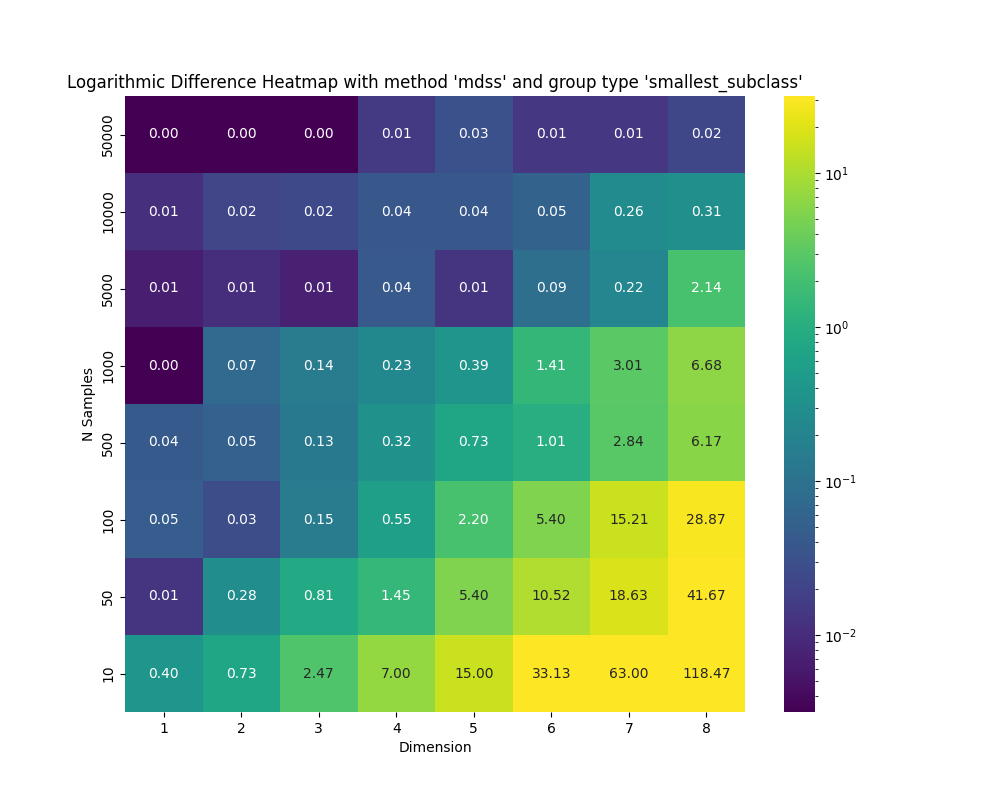 Logarithmic Difference Heatmap with method 'mdss' and group type 'smallest_subclass'
N Samples
50000 0.00 0.00 0.00 0.01 0.03 0.01 0.01 0.02
10000 0.01 0.02 0.02 0.04 0.04 0.05 0.26 0.31
5000 0.01 0.01 0.01 0.04 0.01 0.09 0.22 2.14
1000 0.00 0.07 0.14 0.23 0.39 1.41 3.01 6.68
500 0.04 0.05 0.13 0.32 0.73 1.01 2.84 6.17
100 0.05 0.03 0.15 0.55 2.20 5.40 15.21 28.87
50 0.01 0.28 0.81 1.45 5.40 10.52 18.63 41.67
10 0.40 0.73 2.47 7.00 15.00 33.13 63.00 118.47
1 2 3 4 5 6 7 8
Dimension
10¹
10⁰
10⁻¹
10⁻²